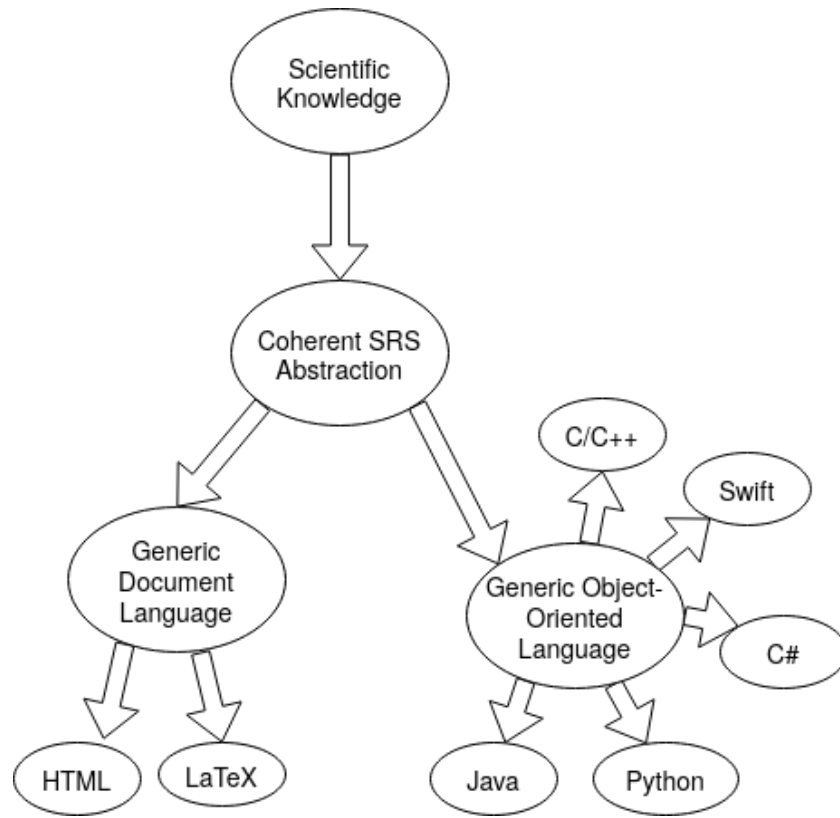 Scientific
Knowledge
Coherent SRS
Abstraction
C/C++
Swift
Generic
Document
Language
Generic Object-
Oriented
Language
C#
HTML
LaTeX
Java
Python